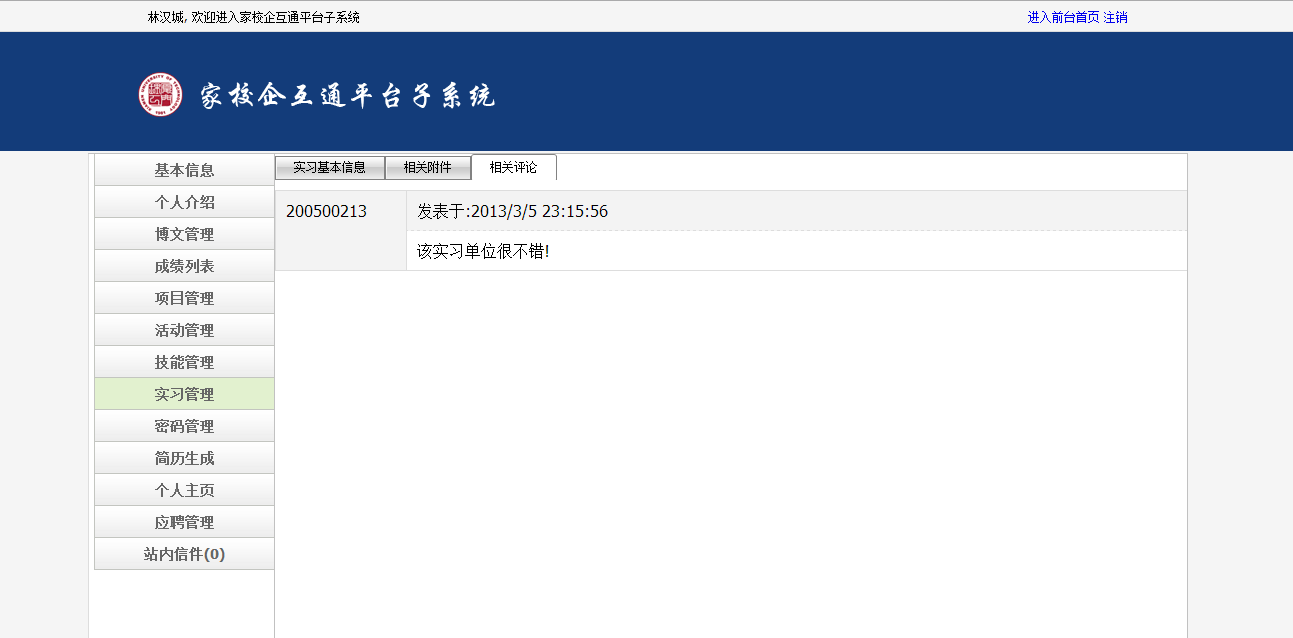 林汉城, 欢迎进入家校企互通平台子系统
进入前台首页 注销
家校企互通平台子系统
基本信息
个人介绍
博文管理
成绩列表
项目管理
活动管理
技能管理
实习管理
密码管理
简历生成
个人主页
应聘管理
站内信件(0)
实习基本信息
相关附件
相关评论
200500213
发表于:2013/3/5 23:15:56
该实习单位很不错!